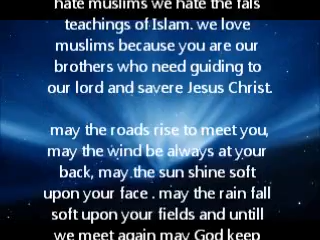 hate muslims we hate the fals
teachings of Islam. we love
muslims because you are our
brothers who need guiding to
our lord and savere Jesus Christ.
may the roads rise to meet you,
may the wind be always at your
back, may the sun shine soft
upon your face . may the rain fall
soft upon your fields and untill
we meet again may God keep